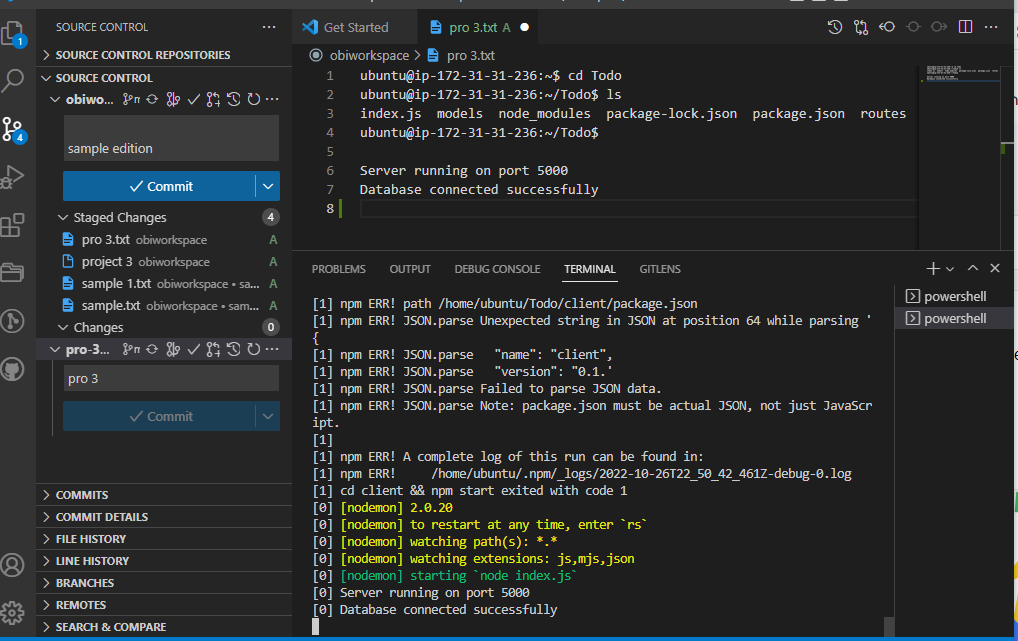 SOURCE CONTROL
SOURCE CONTROL REPOSITORIES
SOURCE CONTROL
obiwo...
sample edition
Commit
Staged Changes 4
pro 3.txt obiworkspace A
project 3 obiworkspace A
sample 1.txt obiworkspace • sa... A
sample.txt obiworkspace • sam... A
Changes 0
pro-3...
pro 3
Commit
COMMITS
COMMIT DETAILS
FILE HISTORY
LINE HISTORY
BRANCHES
REMOTES
SEARCH & COMPARE
1
4
Get Started
pro 3.txt A
obiworkspace > pro 3.txt
1 ubuntu@ip-172-31-31-236:~$ cd Todo
2 ubuntu@ip-172-31-31-236:~/Todo$ ls
3 index.js models node_modules package-lock.json package.json routes
4 ubuntu@ip-172-31-31-236:~/Todo$
5
6 Server running on port 5000
7 Database connected successfully
8
PROBLEMS OUTPUT DEBUG CONSOLE TERMINAL GITLENS
[1] npm ERR! path /home/ubuntu/Todo/client/package.json
[1] npm ERR! JSON.parse Unexpected string in JSON at position 64 while parsing '
{
[1] npm ERR! JSON.parse "name": "client",
[1] npm ERR! JSON.parse "version": "0.1.'
[1] npm ERR! JSON.parse Failed to parse JSON data.
[1] npm ERR! JSON.parse Note: package.json must be actual JSON, not just JavaScr
ipt.
[1]
[1] npm ERR! A complete log of this run can be found in:
[1] npm ERR! /home/ubuntu/.npm/_logs/2022-10-26T22_50_42_461Z-debug-0.log
[1] cd client && npm start exited with code 1
[0] [nodemon] 2.0.20
[0] [nodemon] to restart at any time, enter `rs`
[0] [nodemon] watching path(s): *.*
[0] [nodemon] watching extensions: js,mjs,json
[0] [nodemon] starting `node index.js`
[0] Server running on port 5000
[0] Database connected successfully
powershell
powershell